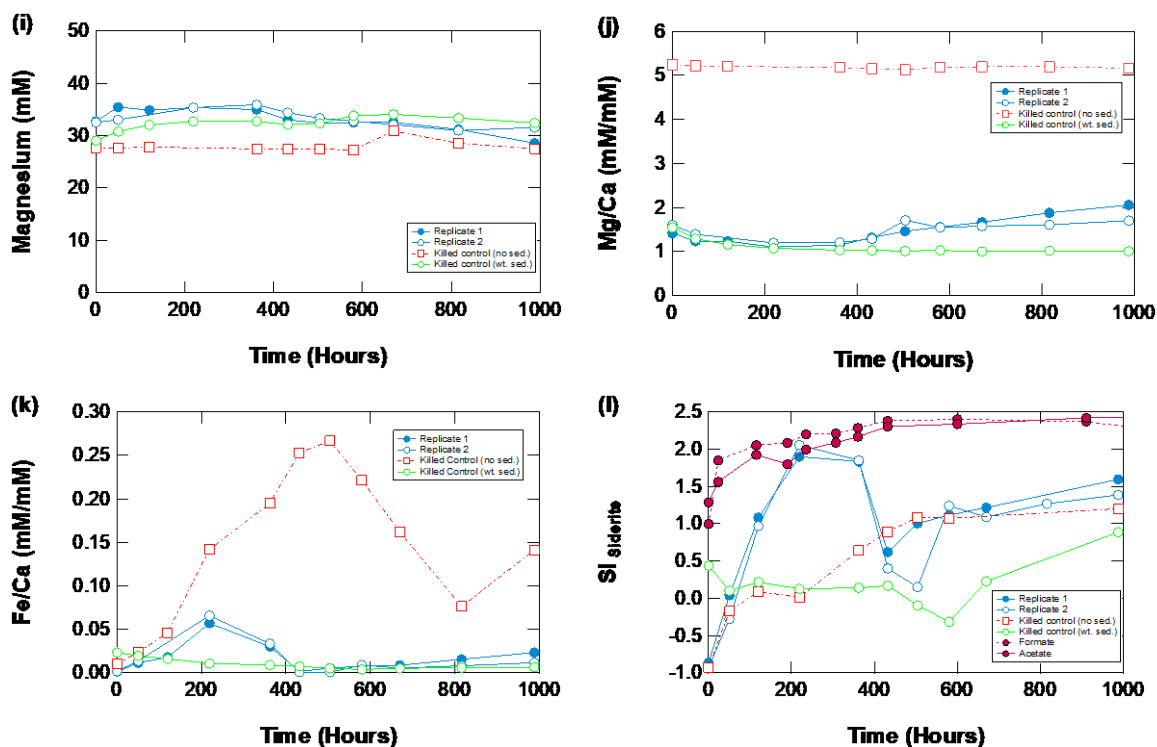 (i)
Magnesium (mM)
50
40
30
20
10
0
0 200 400 600 800 1000
Time (Hours)
Replicate 1
Replicate 2
Killed control (no sed.)
Killed control (wt. sed.)
(j)
Mg/Ca (mM/mM)
6
5
4
3
2
1
0
0 200 400 600 800 1000
Time (Hours)
Replicate 1
Replicate 2
Killed control (no sed.)
Killed control (wt. sed.)
(k)
Fe/Ca (mM/mM)
0.30
0.25
0.20
0.15
0.10
0.05
0.00
0 200 400 600 800 1000
Time (Hours)
Replicate 1
Replicate 2
Killed Control (no sed.)
Killed Control (wt. sed.)
(l)
SI Siderite
2.5
2.0
1.5
1.0
0.5
0.0
-0.5
-1.0
0 200 400 600 800 1000
Time (Hours)
Replicate 1
Replicate 2
Killed control (no sed.)
Killed control (wt. sed.)
Formate
Acetate